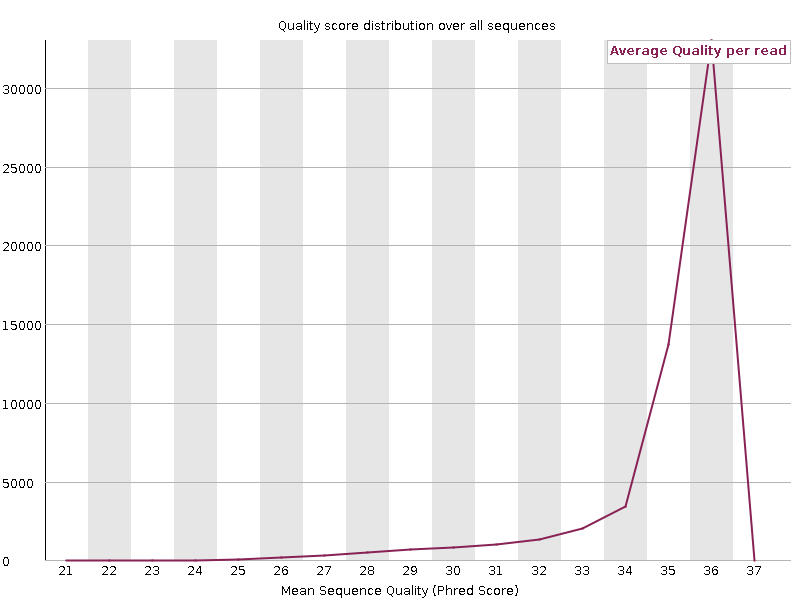 Quality score distribution over all sequences
Average Quality per read
30000
25000
20000
15000
10000
5000
0
21 22 23 24 25 26 27 28 29 30 31 32 33 34 35 36 37
Mean Sequence Quality (Phred Score)